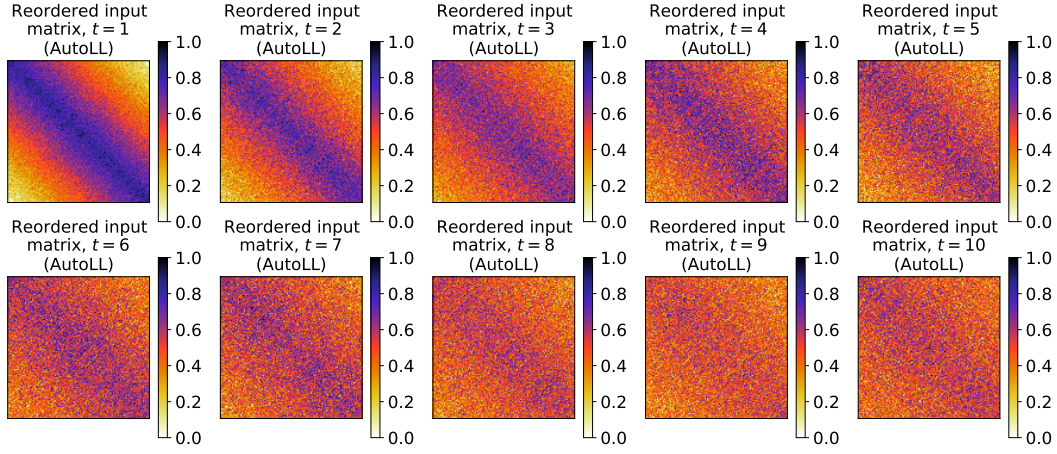 Reordered input
matrix, t = 1
(AutoLL)
1.0
0.8
0.6
0.4
0.2
0.0
Reordered input
matrix, t = 2
(AutoLL)
1.0
0.8
0.6
0.4
0.2
0.0
Reordered input
matrix, t = 3
(AutoLL)
1.0
0.8
0.6
0.4
0.2
0.0
Reordered input
matrix, t = 4
(AutoLL)
1.0
0.8
0.6
0.4
0.2
0.0
Reordered input
matrix, t = 5
(AutoLL)
1.0
0.8
0.6
0.4
0.2
0.0
Reordered input
matrix, t = 6
(AutoLL)
1.0
0.8
0.6
0.4
0.2
0.0
Reordered input
matrix, t = 7
(AutoLL)
1.0
0.8
0.6
0.4
0.2
0.0
Reordered input
matrix, t = 8
(AutoLL)
1.0
0.8
0.6
0.4
0.2
0.0
Reordered input
matrix, t = 9
(AutoLL)
1.0
0.8
0.6
0.4
0.2
0.0
Reordered input
matrix, t = 10
(AutoLL)
1.0
0.8
0.6
0.4
0.2
0.0